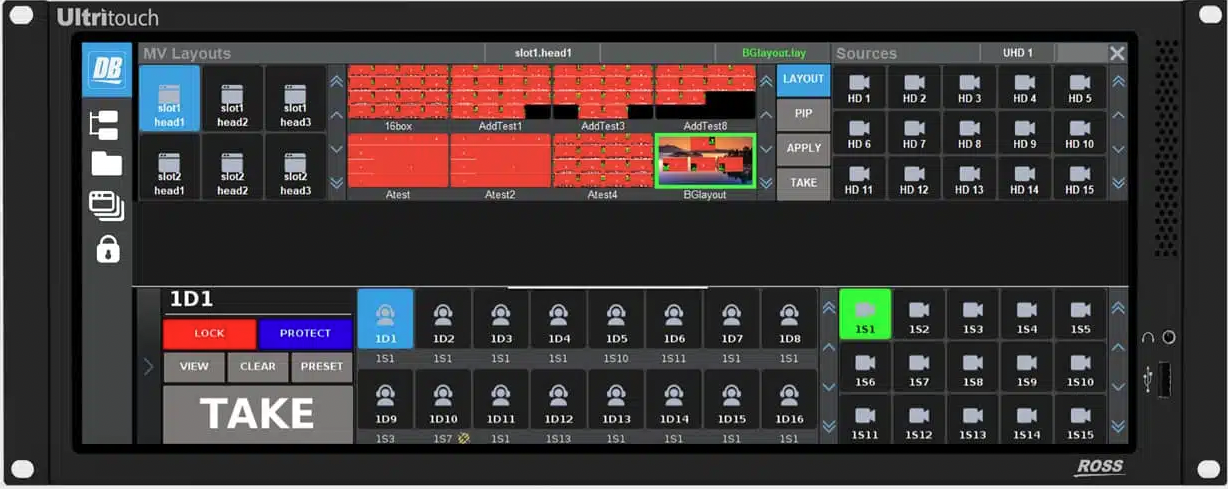 Ultritouch
DB
MV Layouts
slot1.head1
BGlayout.lay
Sources
UHD 1
slot1 head1
slot1 head2
slot1 head3
slot2 head1
slot2 head2
slot2 head3
16box
AddTest1
AddTest3
AddTest8
Atest
Atest2
Atest4
BGlayout
LAYOUT
PIP
APPLY
TAKE
HD 1
HD 2
HD 3
HD 4
HD 5
HD 6
HD 7
HD 8
HD 9
HD 10
HD 11
HD 12
HD 13
HD 14
HD 15
1D1
LOCK
PROTECT
VIEW
CLEAR
PRESET
TAKE
1D1
1D2
1D3
1D4
1D5
1D6
1D7
1D8
1S1
1S1
1S1
1S1
1S10
1S11
1S1
1S1
1D9
1D10
1D11
1D12
1D13
1D14
1D15
1D16
1S3
1S7
1S1
1S13
1S1
1S1
1S1
1S1
1S1
1S2
1S3
1S4
1S5
1S6
1S7
1S8
1S9
1S10
1S11
1S12
1S13
1S14
1S15
ROSS